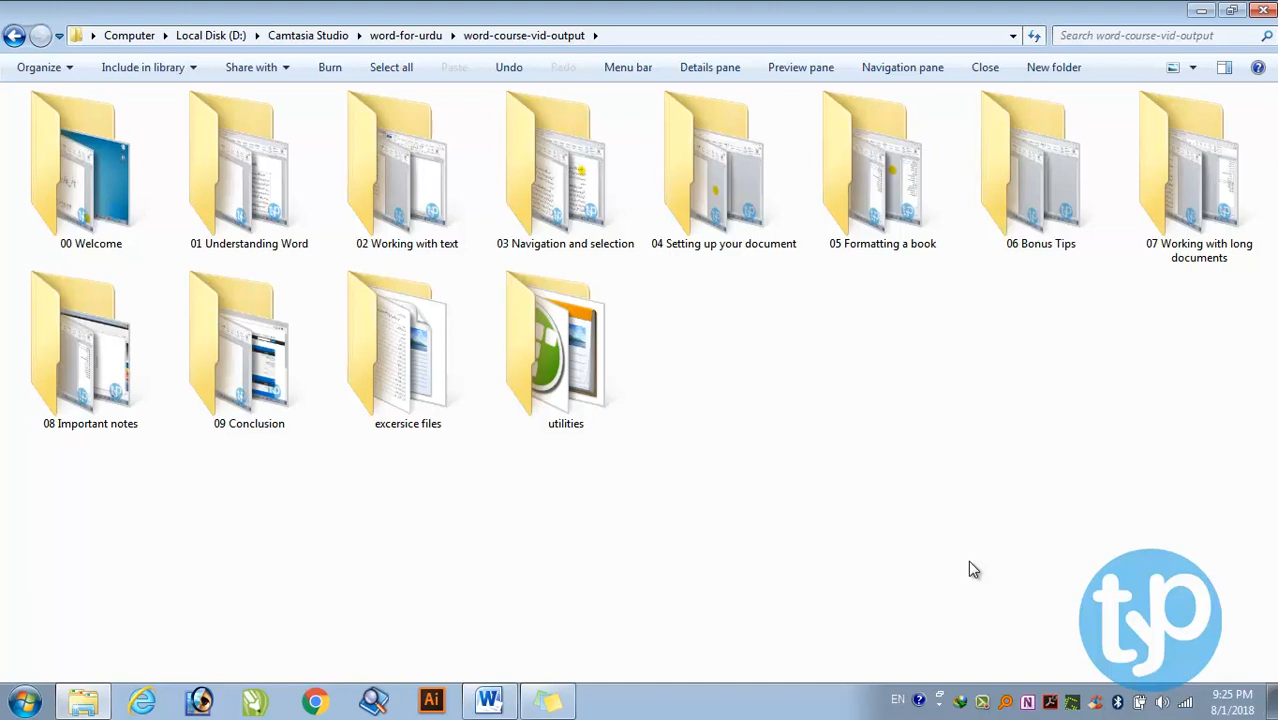 Computer Local Disk (D:) Camtasia Studio word-for-urdu word-course-vid-output
Search word-course-vid-output
Organize Include in library Share with Burn Select all Paste Undo Redo Menu bar Details pane Preview pane Navigation pane Close New folder
00 Welcome
01 Understanding Word
02 Working with text
03 Navigation and selection
04 Setting up your document
05 Formatting a book
06 Bonus Tips
07 Working with long
documents
08 Important notes
09 Conclusion
excersice files
utilities
typ
Ai
W
EN
N
9:25 PM
8/1/2018